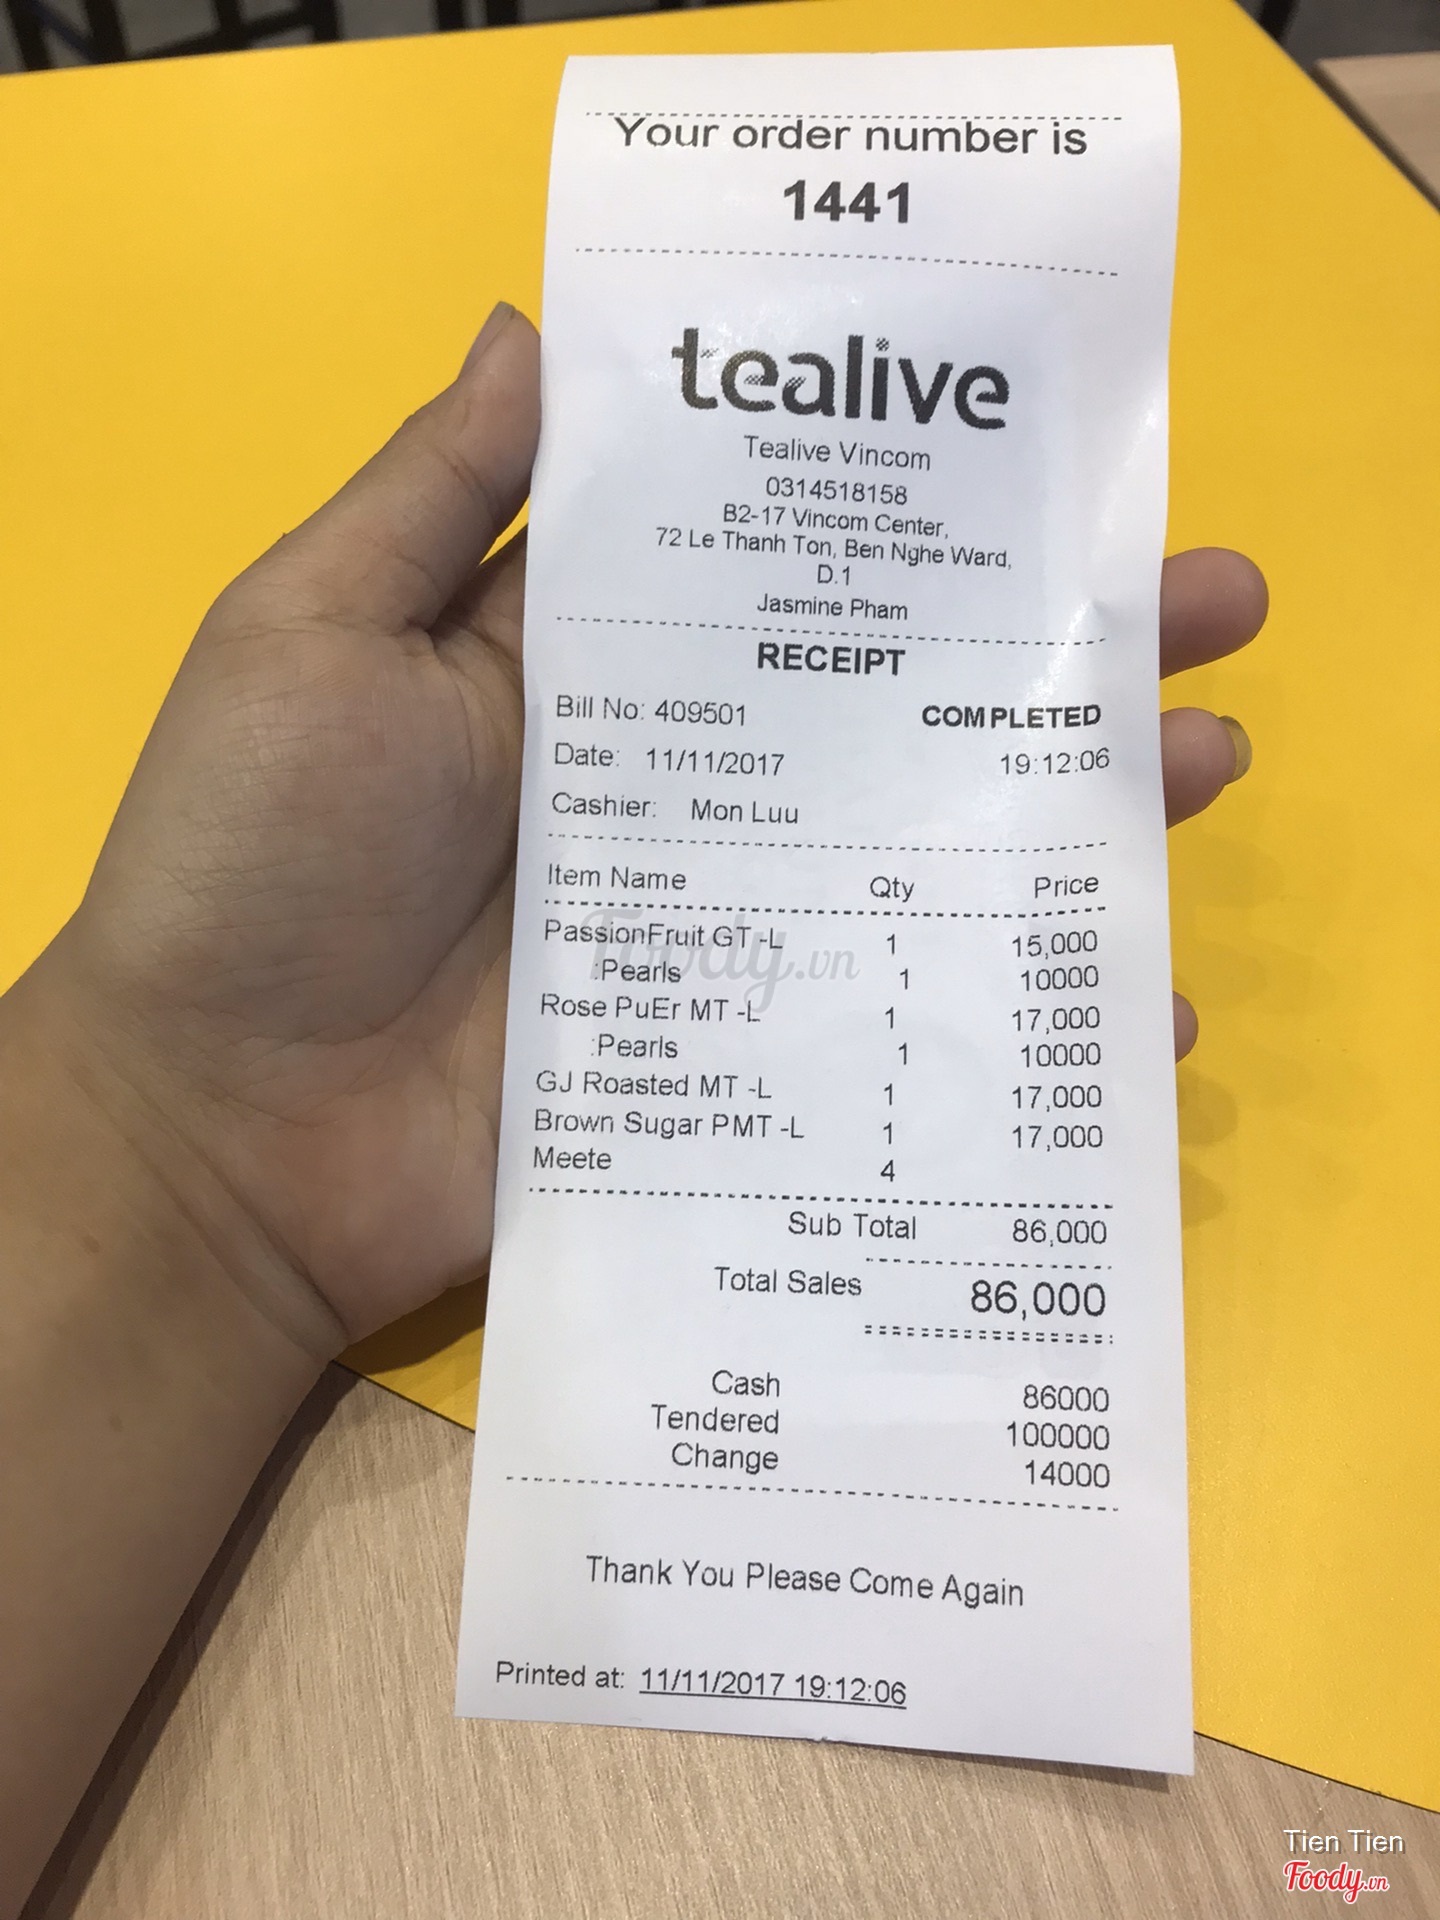 Your order number is
1441
tealive
Tealive Vincom
0314518158
B2-17 Vincom Center,
72 Le Thanh Ton, Ben Nghe Ward,
D.1
Jasmine Pham
RECEIPT
Bill No: 409501 COMPLETED
Date: 11/11/2017 19:12:06
Cashier: Mon Luu
Item Name Qty Price
PassionFruit GT -L 1 15,000
:Pearls 1 10000
Rose PuEr MT -L 1 17,000
:Pearls 1 10000
GJ Roasted MT -L 1 17,000
Brown Sugar PMT -L 1 17,000
Meete 4
Sub Total 86,000
Total Sales 86,000
Cash 86000
Tendered 100000
Change 14000
Thank You Please Come Again
Printed at: 11/11/2017 19:12:06
Foody.vn
Tien Tien
Foody.vn